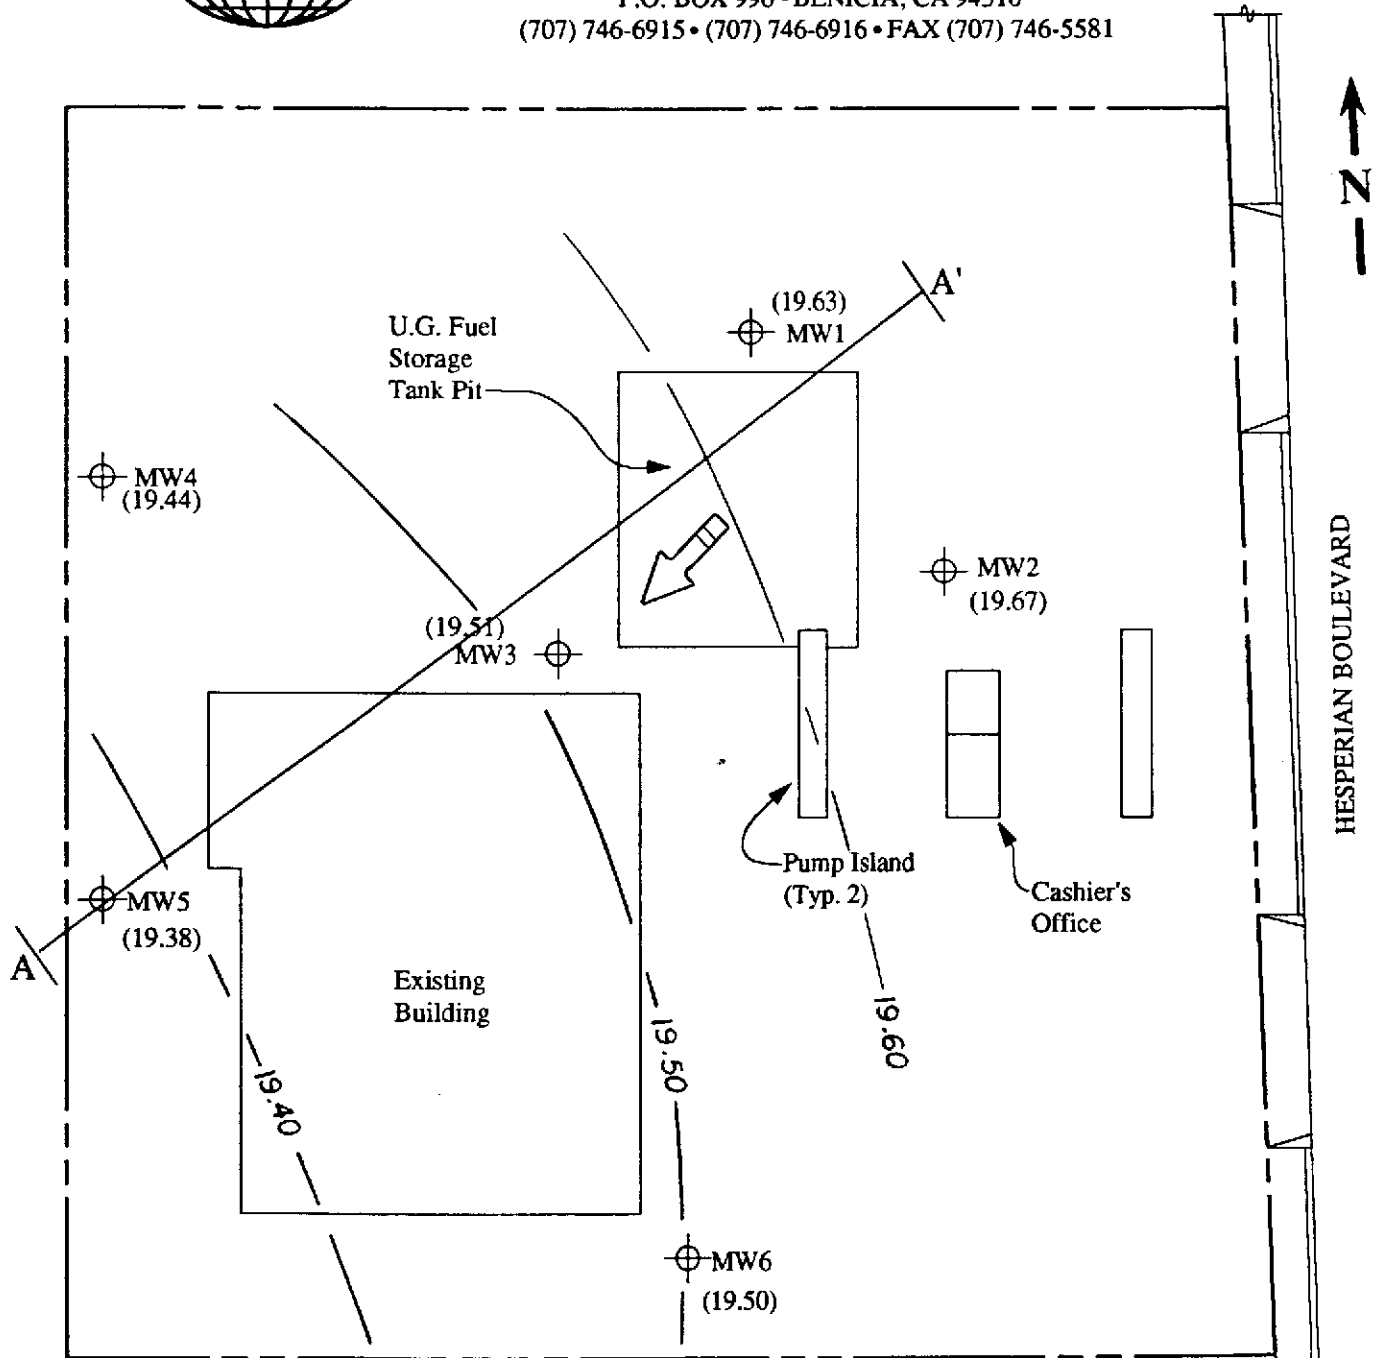 (707) 746-6915 • (707) 746-6916 • FAX (707) 746-5581
N
A'
(19.63)
MW1
U.G. Fuel
Storage
Tank Pit
MW4
(19.44)
MW2
(19.67)
(19.51)
MW3
HESPERIAN BOULEVARD
Pump Island
(Typ. 2)
Cashier's
Office
MW5
(19.38)
A
Existing
Building
19.50
19.60
19.40
MW6
(19.50)